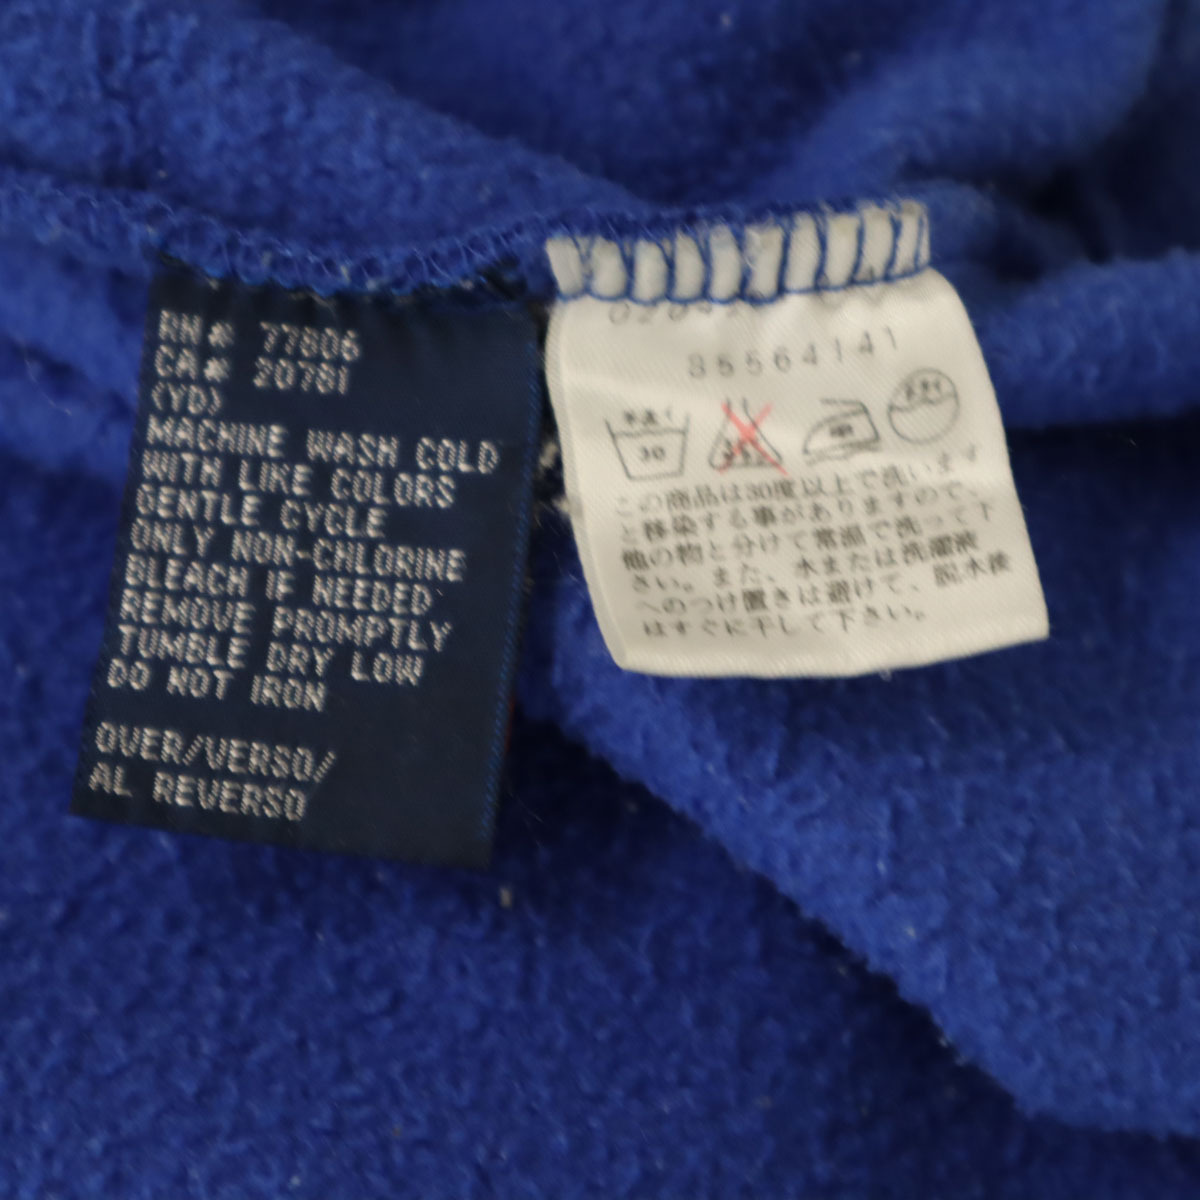 RN# 77806
CA# 20781
(YD)
MACHINE WASH COLD
WITH LIKE COLORS
GENTLE CYCLE
ONLY NON-CHLORINE
BLEACH IF NEEDED
REMOVE PROMPTLY
TUMBLE DRY LOW
DO NOT IRON
OVER/VERSO/
AL REVERSO
35564141
30
この商品は30度以上で洗います
と移染する事がありますので、
他の物と分けて常温で洗って下
さい。また、水または洗濯液
へのつけ置きは避けて、脱水後
はすぐに干して下さい。